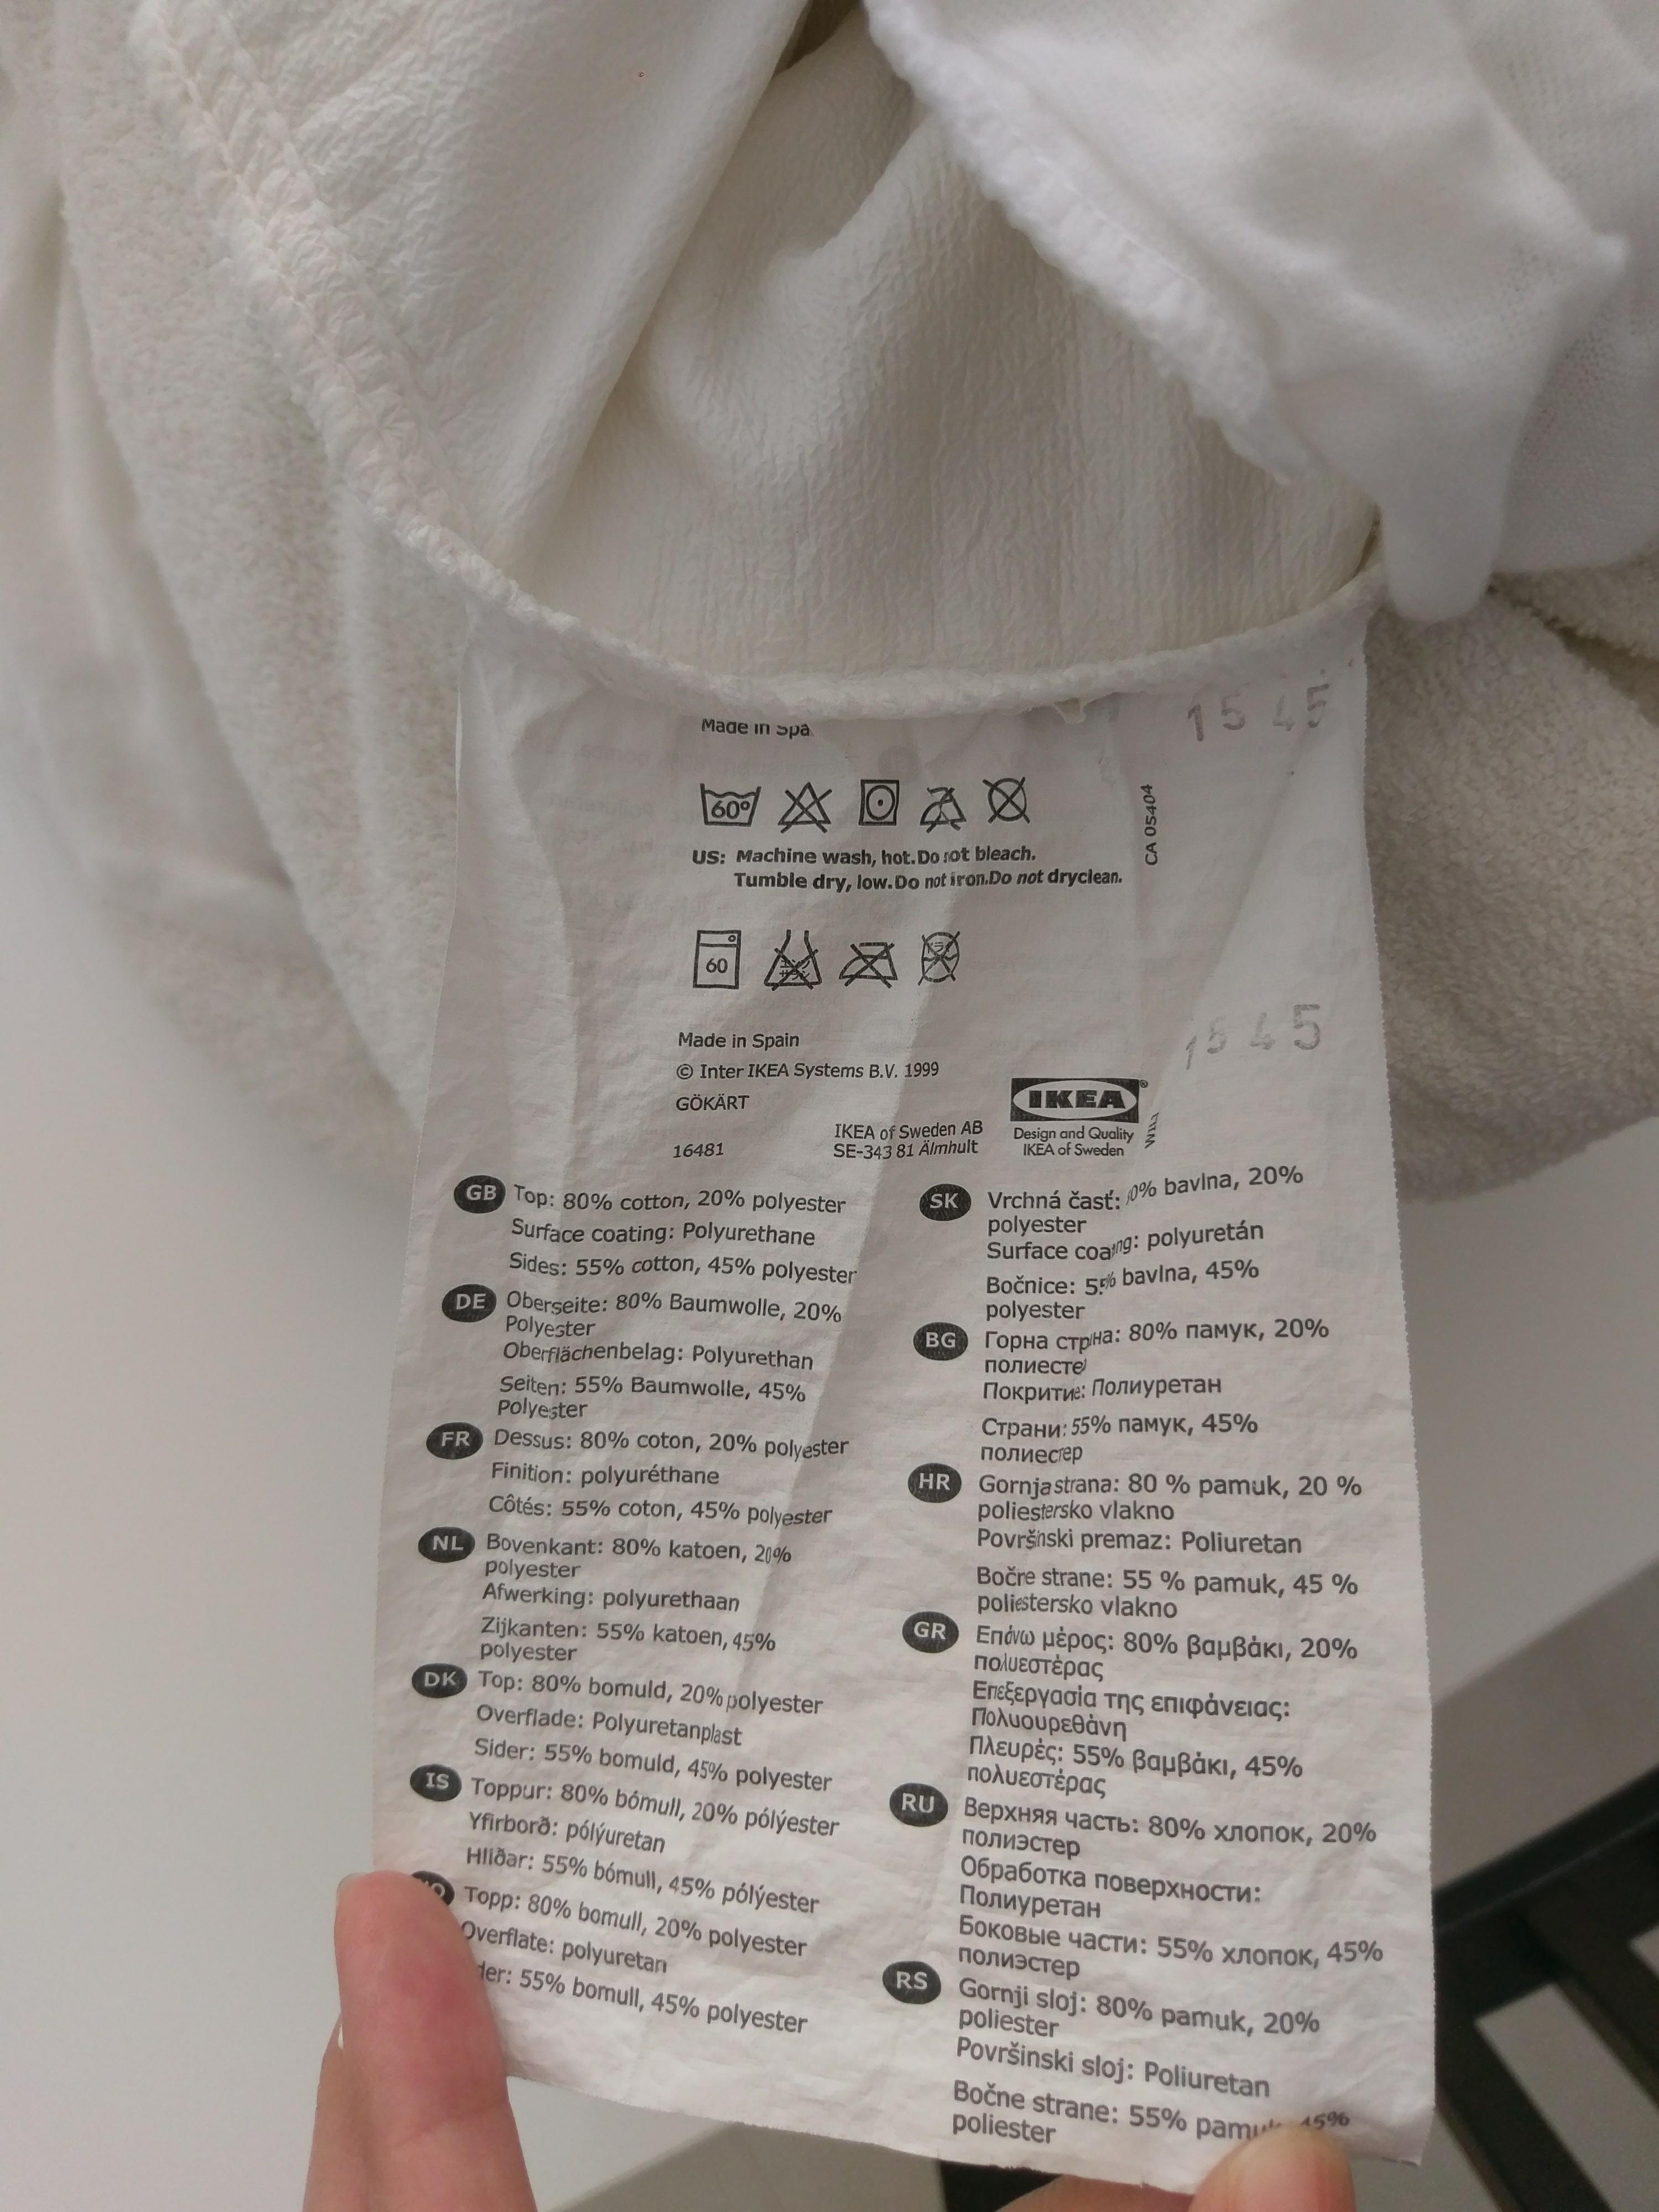 Made in Spa
15 45
60°
CA 05404
US: Machine wash, hot. Do not bleach.
Tumble dry, low. Do not iron. Do not dryclean.
60
Made in Spain
1545
© Inter IKEA Systems B.V. 1999
GÖKÄRT
16481
IKEA of Sweden AB
SE-343 81 Älmhult
IKEA®
Design and Quality
IKEA of Sweden
GB Top: 80% cotton, 20% polyester
Surface coating: Polyurethane
Sides: 55% cotton, 45% polyester
DE Oberseite: 80% Baumwolle, 20%
Polyester
Oberflächenbelag: Polyurethan
Seiten: 55% Baumwolle, 45%
Polyester
FR Dessus: 80% coton, 20% polyester
Finition: polyuréthane
Côtés: 55% coton, 45% polyester
NL Bovenkant: 80% katoen, 20%
polyester
Afwerking: polyurethaan
Zijkanten: 55% katoen, 45%
polyester
DK Top: 80% bomuld, 20% polyester
Overflade: Polyuretanplast
Sider: 55% bomuld, 45% polyester
IS Toppur: 80% bómull, 20% pólýester
Yfirborð: pólýuretan
Hliðar: 55% bómull, 45% pólýester
Topp: 80% bomull, 20% polyester
Overflate: polyuretan
der: 55% bomull, 45% polyester
SK Vrchná časť: 0% bavlna, 20%
polyester
Surface coating: polyuretán
Bočnice: 55% bavlna, 45%
polyester
BG Горна страна: 80% памук, 20%
полиесте
Покритие: Полиуретан
Страни: 55% памук, 45%
полиестер
HR Gornja strana: 80 % pamuk, 20 %
poliestersko vlakno
Površinski premaz: Poliuretan
Bočne strane: 55 % pamuk, 45 %
poliestersko vlakno
GR Επάνω μέρος: 80% βαμβάκι, 20%
πολυεστέρας
Επεξεργασία της επιφάνειας:
Πολυουρεθάνη
Πλευρές: 55% βαμβάκι, 45%
πολυεστέρας
RU Верхняя часть: 80% хлопок, 20%
полиэстер
Обработка поверхности:
Полиуретан
Боковые части: 55% хлопок, 45%
полиэстер
RS Gornji sloj: 80% pamuk, 20%
poliester
Površinski sloj: Poliuretan
Bočne strane: 55% pamuk, 45%
poliester